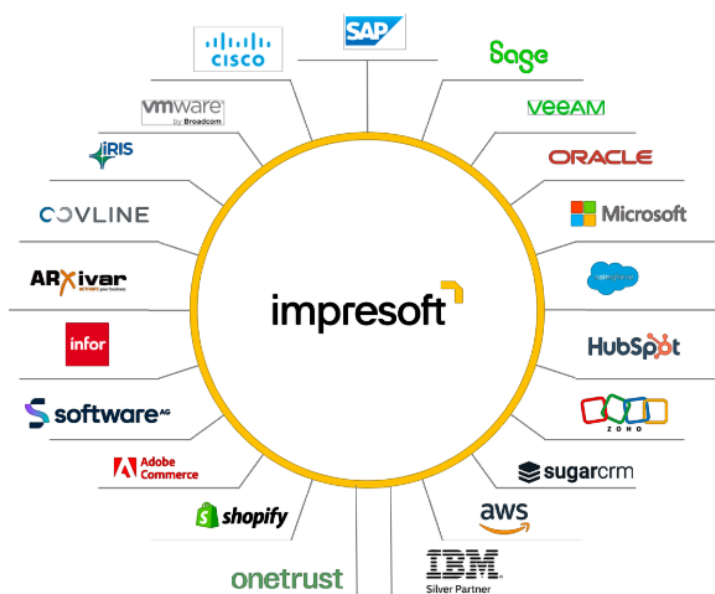 SAP
CISCO
Sage
vmware®
by Broadcom
veeAM
iRIS
ORACLE
COVLINE
Microsoft
ARXivar
salesforce
impresoft
infor
HubSpot
software AG
ZOHO
Adobe
Commerce
sugarcrm
shopify
aws
onetrust
IBM®
Silver Partner